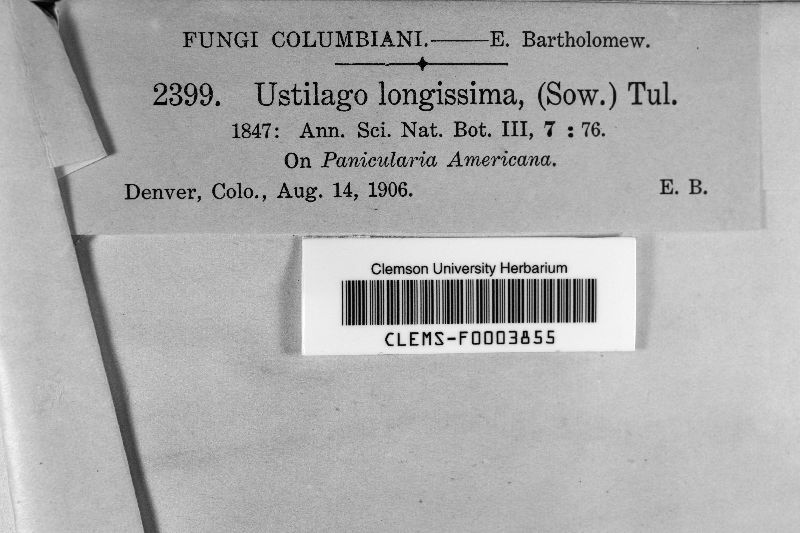 FUNGI COLUMBIANI.——E. Bartholomew.
2399. Ustilago longissima, (Sow.) Tul.
1847: Ann. Sci. Nat. Bot. III, 7 : 76.
On Panicularia Americana.
Denver, Colo., Aug. 14, 1906. E. B.
Clemson University Herbarium
CLEMS-F0003855